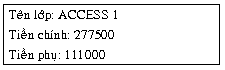 Tên lớp: ACCESS 1
Tiền chính: 277500
Tiền phụ: 111000